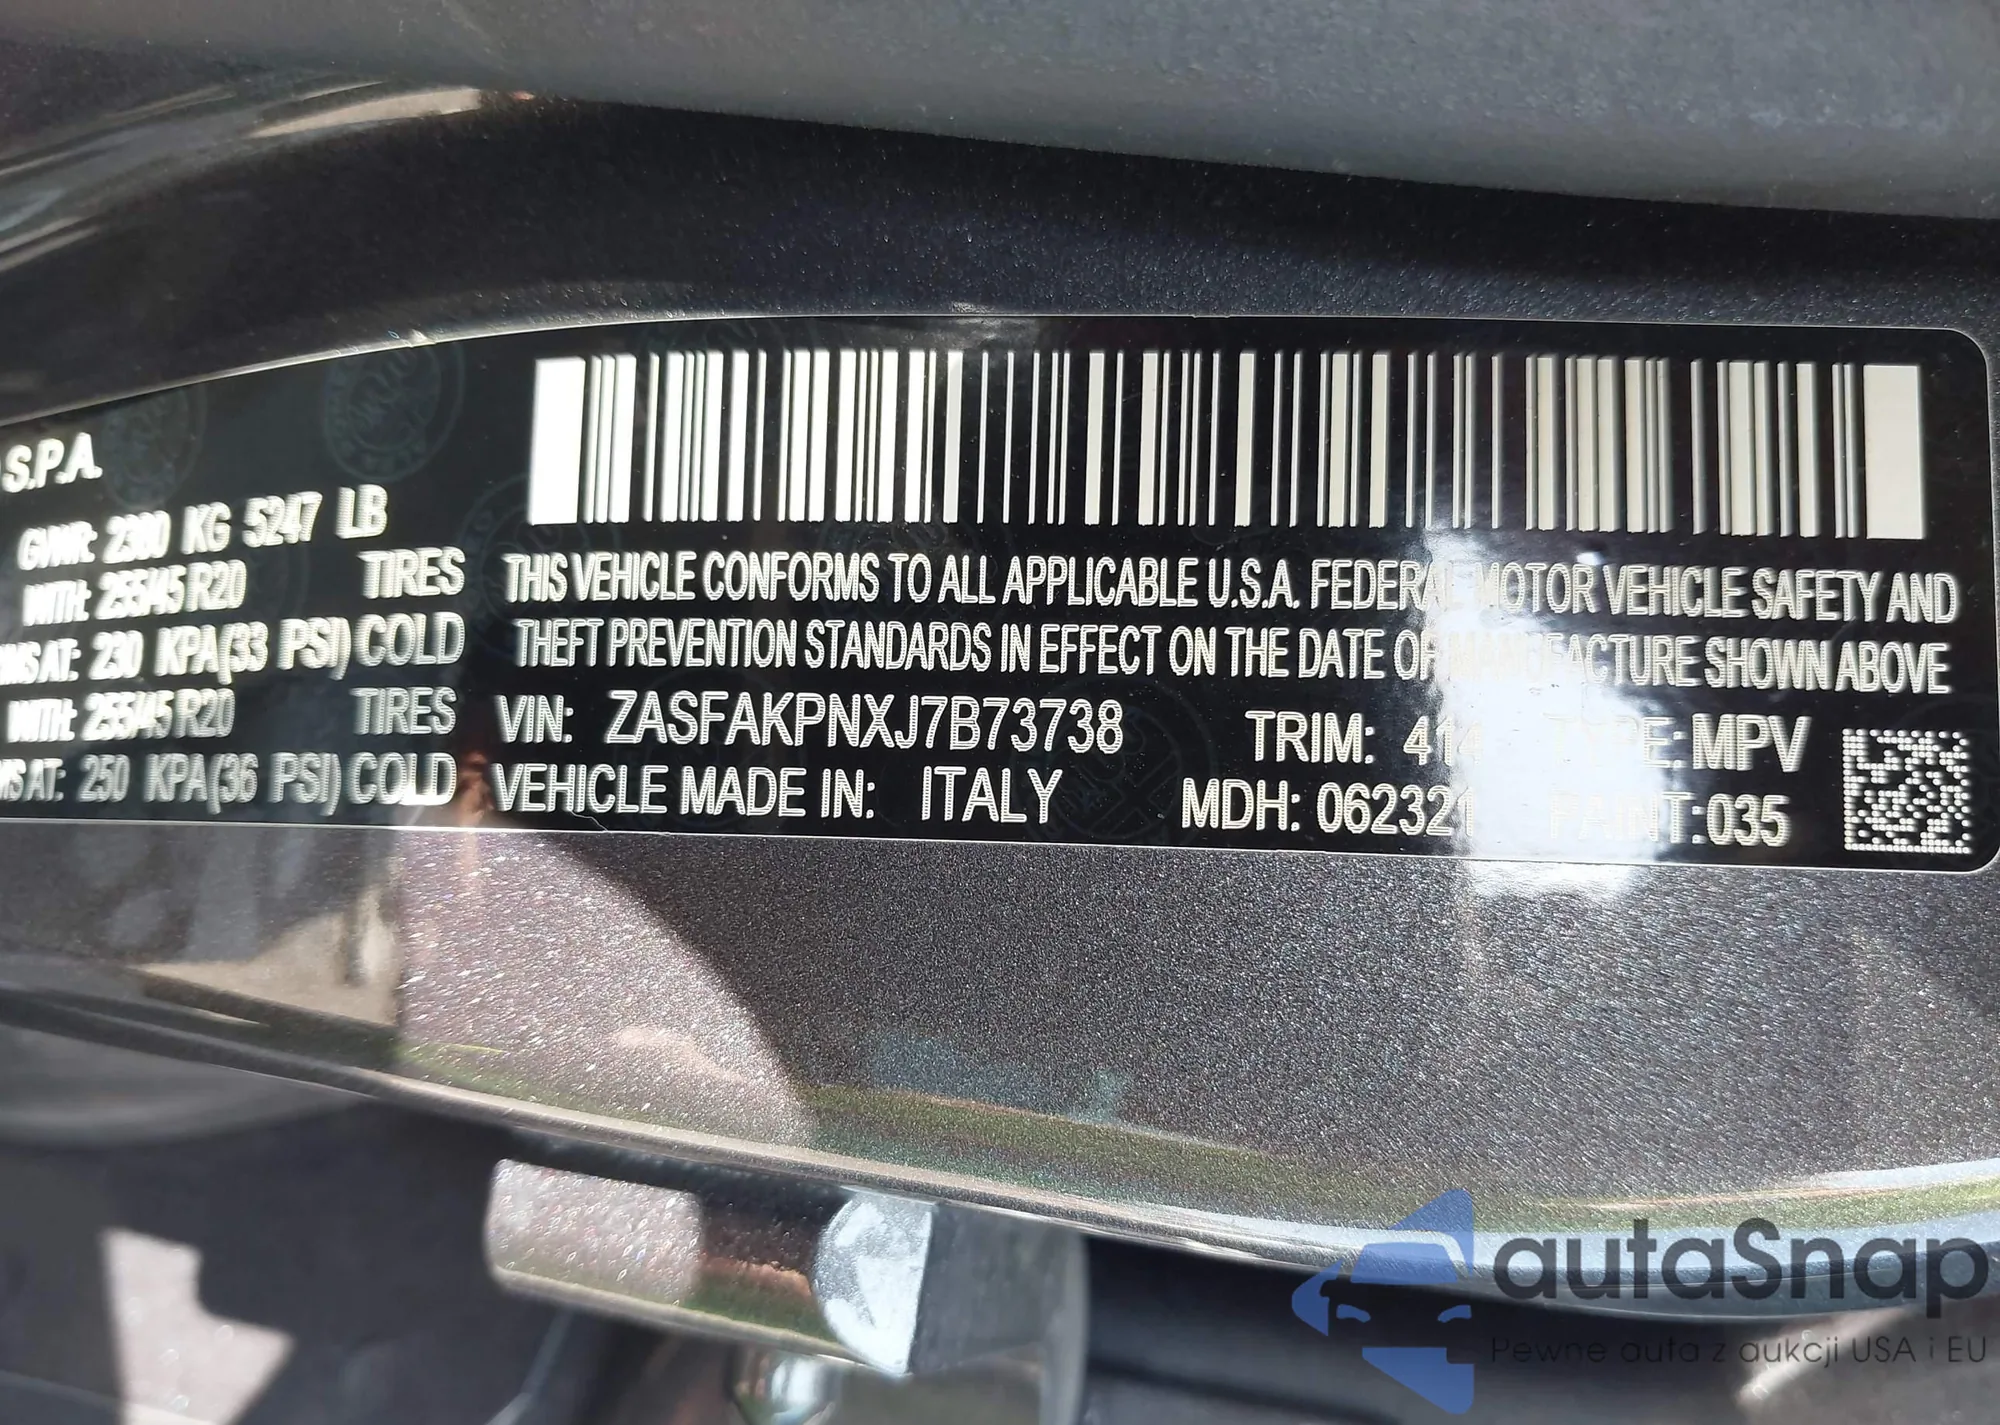 S.P.A.
GVWR: 2380 KG 5247 LB
WITH: 255/45 R20 TIRES
AT: 230 KPA(33 PSI) COLD
WITH: 255/45 R20 TIRES
AT: 250 KPA(36 PSI) COLD
THIS VEHICLE CONFORMS TO ALL APPLICABLE U.S.A. FEDERAL MOTOR VEHICLE SAFETY AND
THEFT PREVENTION STANDARDS IN EFFECT ON THE DATE OF MANUFACTURE SHOWN ABOVE
VIN: ZASFAKPNXJ7B73738 TRIM: 414 TYPE: MPV
VEHICLE MADE IN: ITALY MDH: 062321 PAINT: 035
autaSnap
Pewne auta z aukcji USA i EU